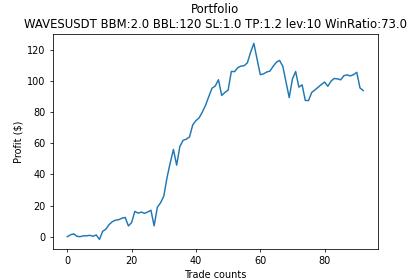 Portfolio
WAVESUSDT BBM:2.0 BBL:120 SL:1.0 TP:1.2 lev:10 WinRatio:73.0
120
100
80
60
40
20
0
Profit ($)
0 20 40 60 80
Trade counts